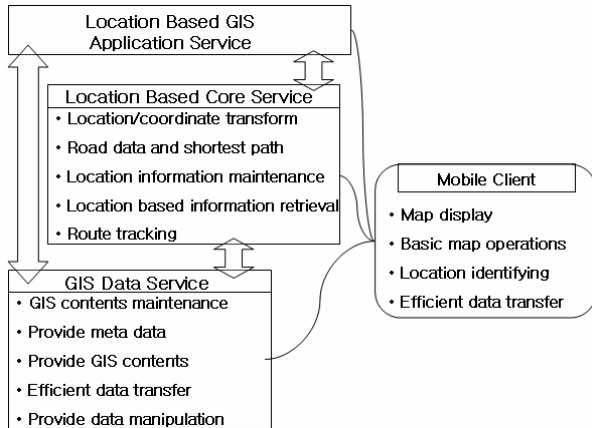 Location Based GIS
Application Service
Location Based Core Service
• Location/coordinate transform
• Road data and shortest path
• Location information maintenance
• Location based information retrieval
• Route tracking
GIS Data Service
• GIS contents maintenance
• Provide meta data
• Provide GIS contents
• Efficient data transfer
• Provide data manipulation
Mobile Client
• Map display
• Basic map operations
• Location identifying
• Efficient data transfer